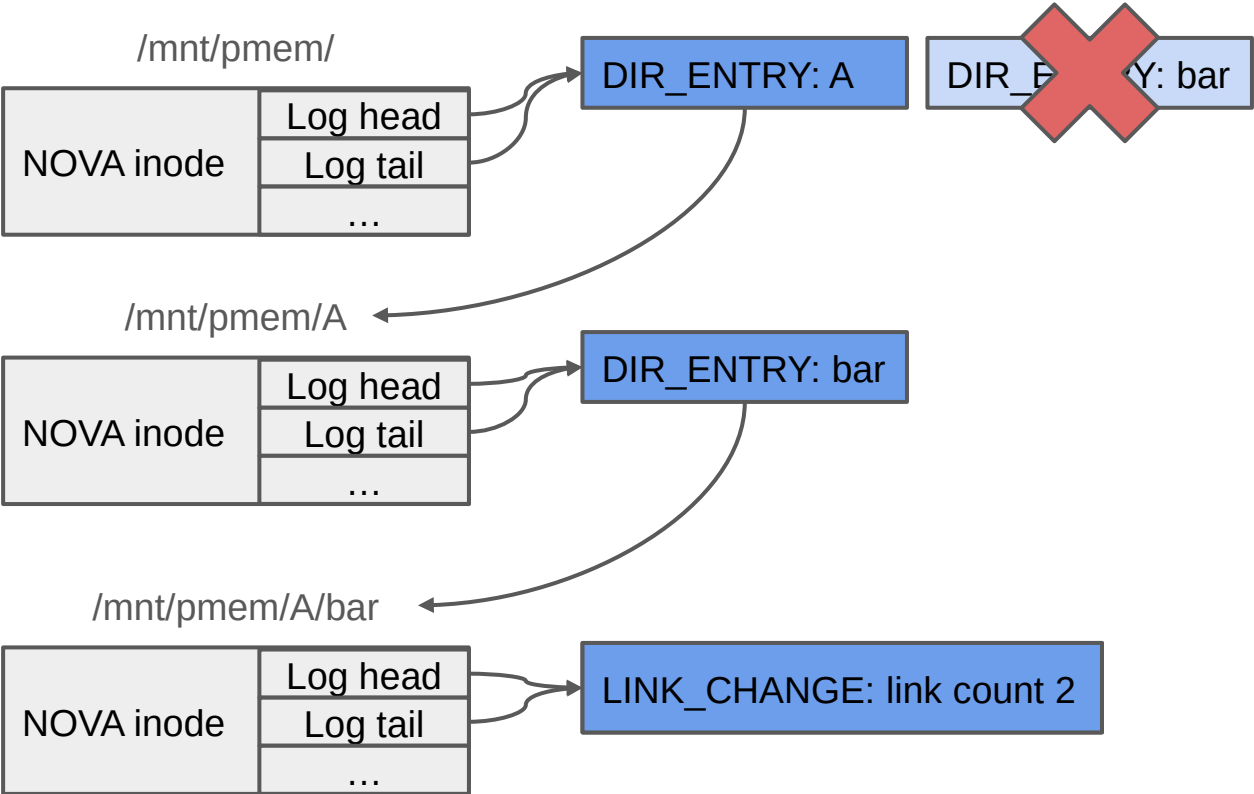 /mnt/pmem/
NOVA inode
Log head
Log tail
…
DIR_ENTRY: A
DIR_E Y: bar
/mnt/pmem/A
NOVA inode
Log head
Log tail
…
DIR_ENTRY: bar
/mnt/pmem/A/bar
NOVA inode
Log head
Log tail
…
LINK_CHANGE: link count 2